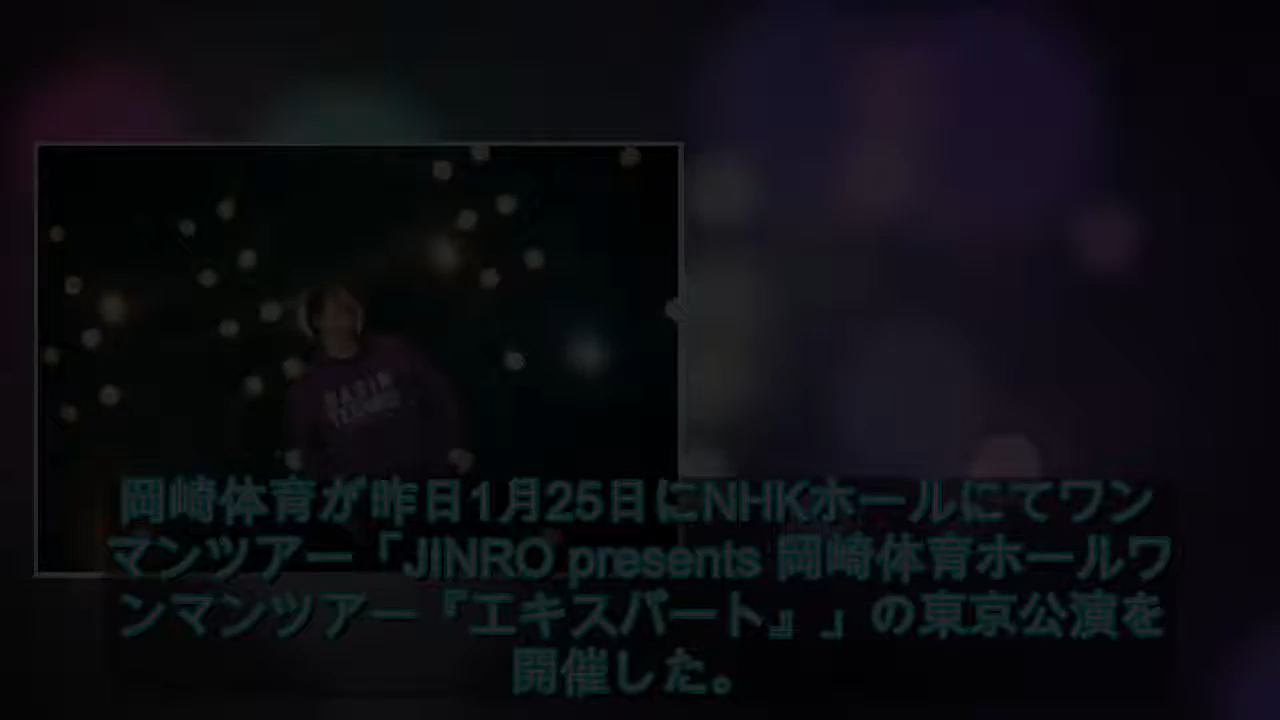 BASIN
TECHNO
岡崎体育が昨日1月25日にNHKホールにてワン
マンツアー「JINRO presents 岡崎体育ホールワ
ンマンツアー『エキスパート』」の東京公演を
開催した。